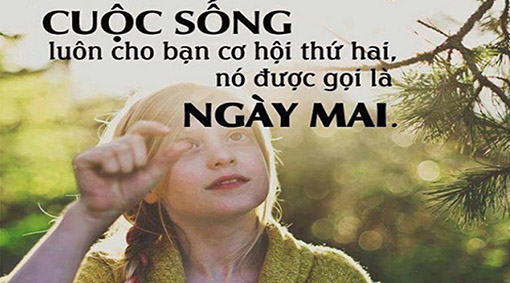 CUỘC SỐNG
luôn cho bạn cơ hội thứ hai,
nó được gọi là
NGÀY MAI.